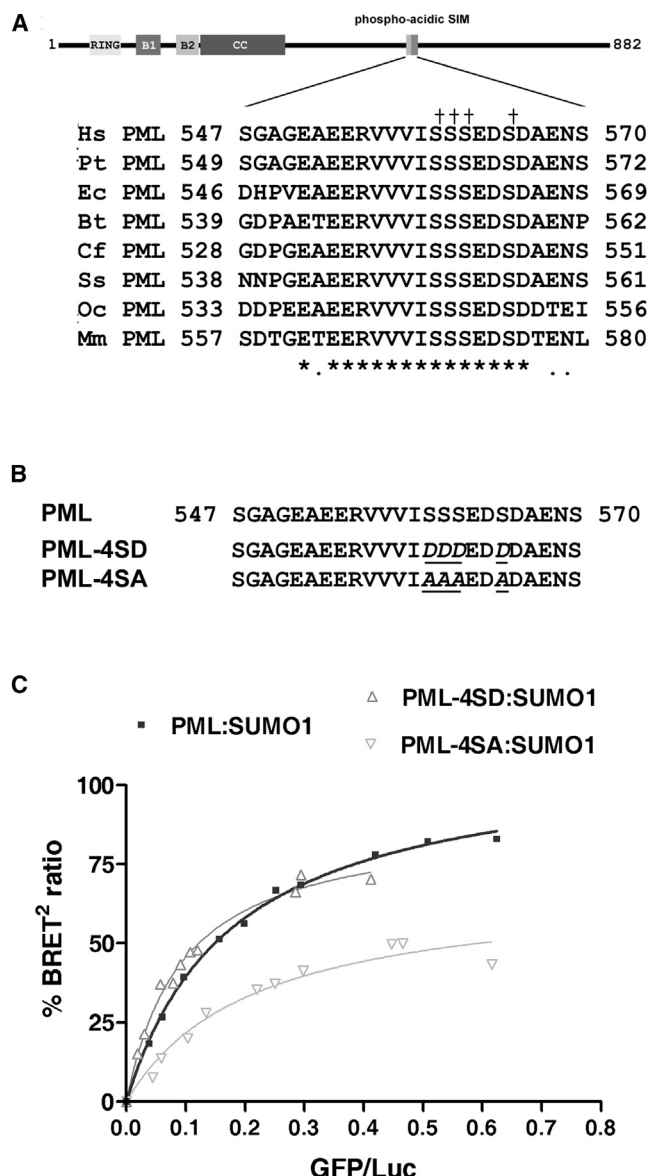 A
phospho-acidic SIM
1 RING B1 B2 CC 882
† † † †
Hs PML 547 SGAGEAEERVVVISSSEDSDAENS 570
Pt PML 549 SGAGEAEERVVVISSSEDSDAENS 572
Ec PML 546 DHPVEAEERVVVISSSEDSDAENS 569
Bt PML 539 GDPAETEERVVVISSSEDSDAENP 562
Cf PML 528 GDPGEAEERVVVISSSEDSDAENS 551
Ss PML 538 NNPGEAEERVVVISSSEDSDAENS 561
Oc PML 533 DDPEEAEERVVVISSSEDSDDTEI 556
Mm PML 557 SDTGETEERVVVISSSEDSDTENL 580
*.************** ..
B
PML 547 SGAGEAEERVVVISSSEDSDAENS 570
PML-4SD SGAGEAEERVVVIDDDEDDDAENS
PML-4SA SGAGEAEERVVVIAAAEDADAENS
C
PML:SUMO1
PML-4SD:SUMO1
PML-4SA:SUMO1
% BRET² ratio
100
75
50
25
0
0.0 0.1 0.2 0.3 0.4 0.5 0.6 0.7 0.8
GFP/Luc